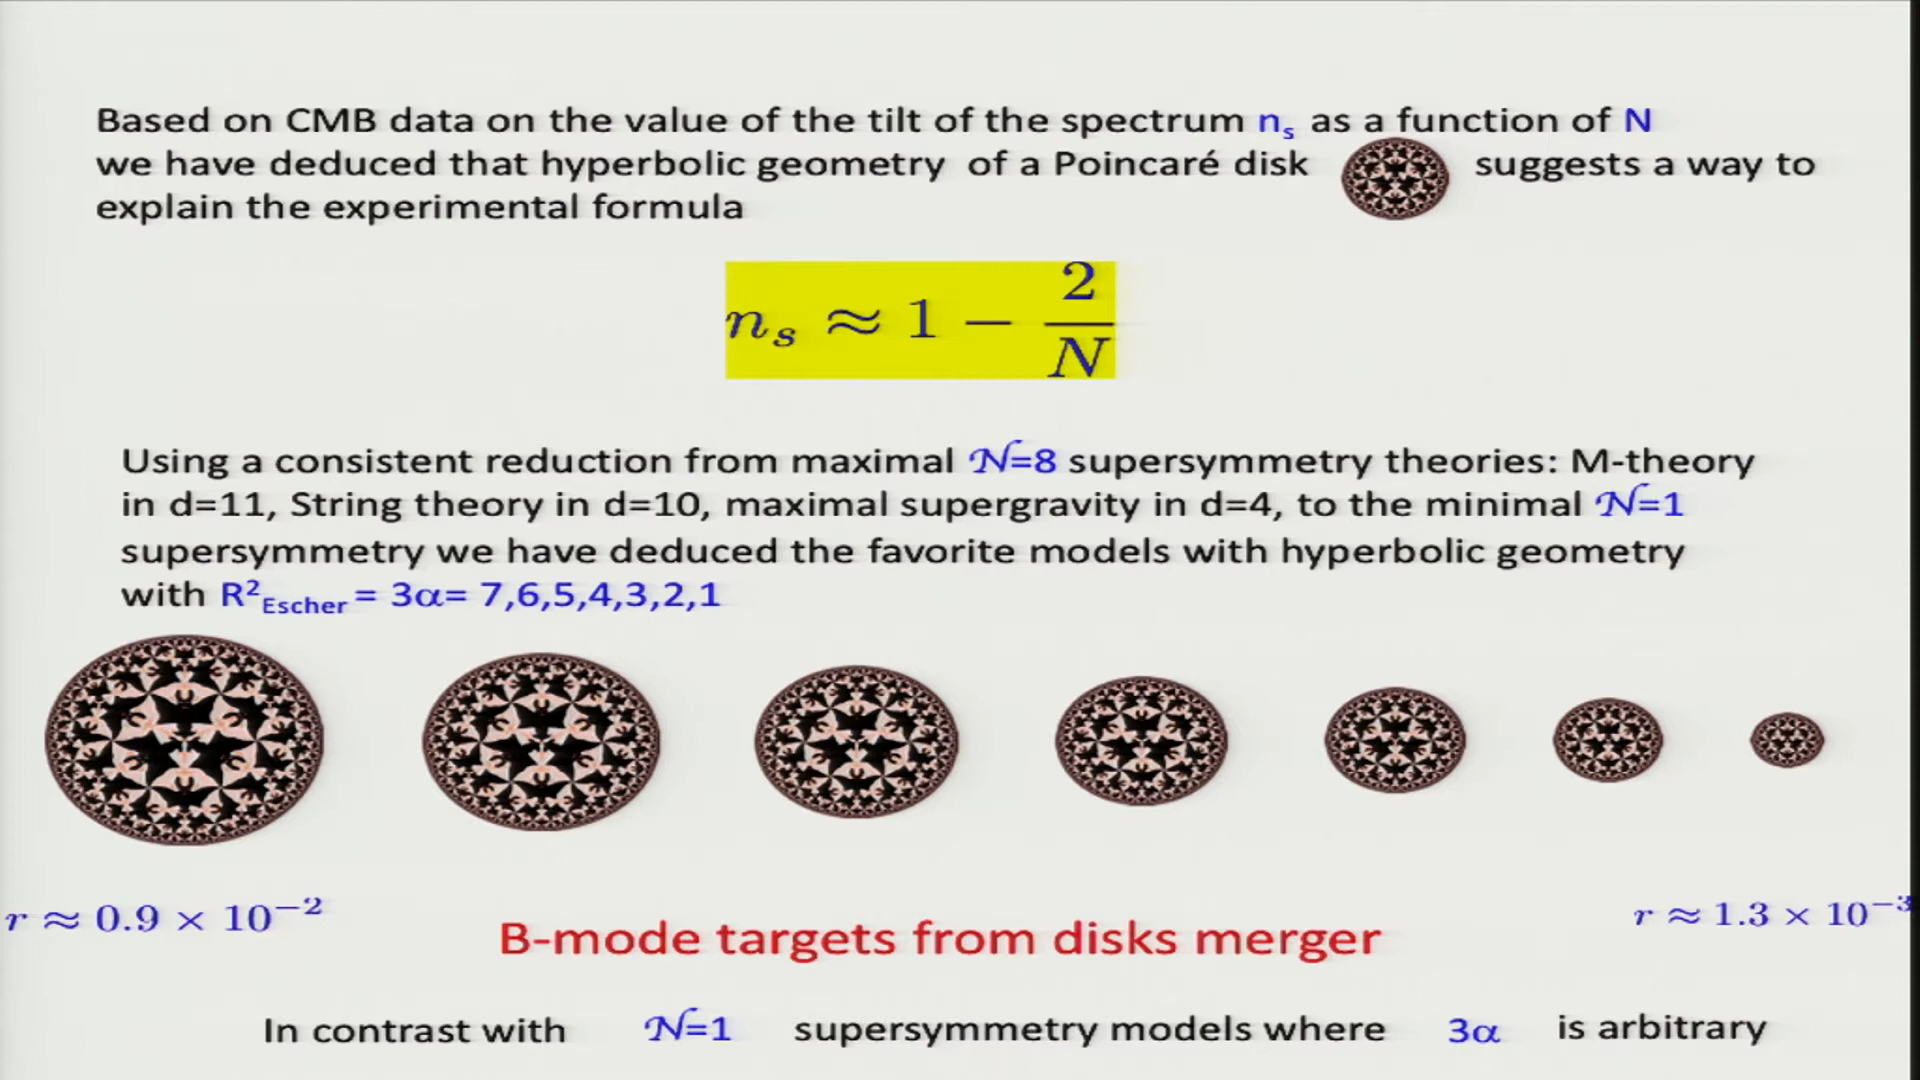 Based on CMB data on the value of the tilt of the spectrum nₛ as a function of N
we have deduced that hyperbolic geometry of a Poincaré disk suggests a way to
explain the experimental formula
nₛ ≈ 1 − 2/N
Using a consistent reduction from maximal 𝒩=8 supersymmetry theories: M-theory
in d=11, String theory in d=10, maximal supergravity in d=4, to the minimal 𝒩=1
supersymmetry we have deduced the favorite models with hyperbolic geometry
with R²_Escher = 3α= 7,6,5,4,3,2,1
r ≈ 0.9 × 10⁻²
r ≈ 1.3 × 10⁻³
B-mode targets from disks merger
In contrast with 𝒩=1 supersymmetry models where 3α is arbitrary